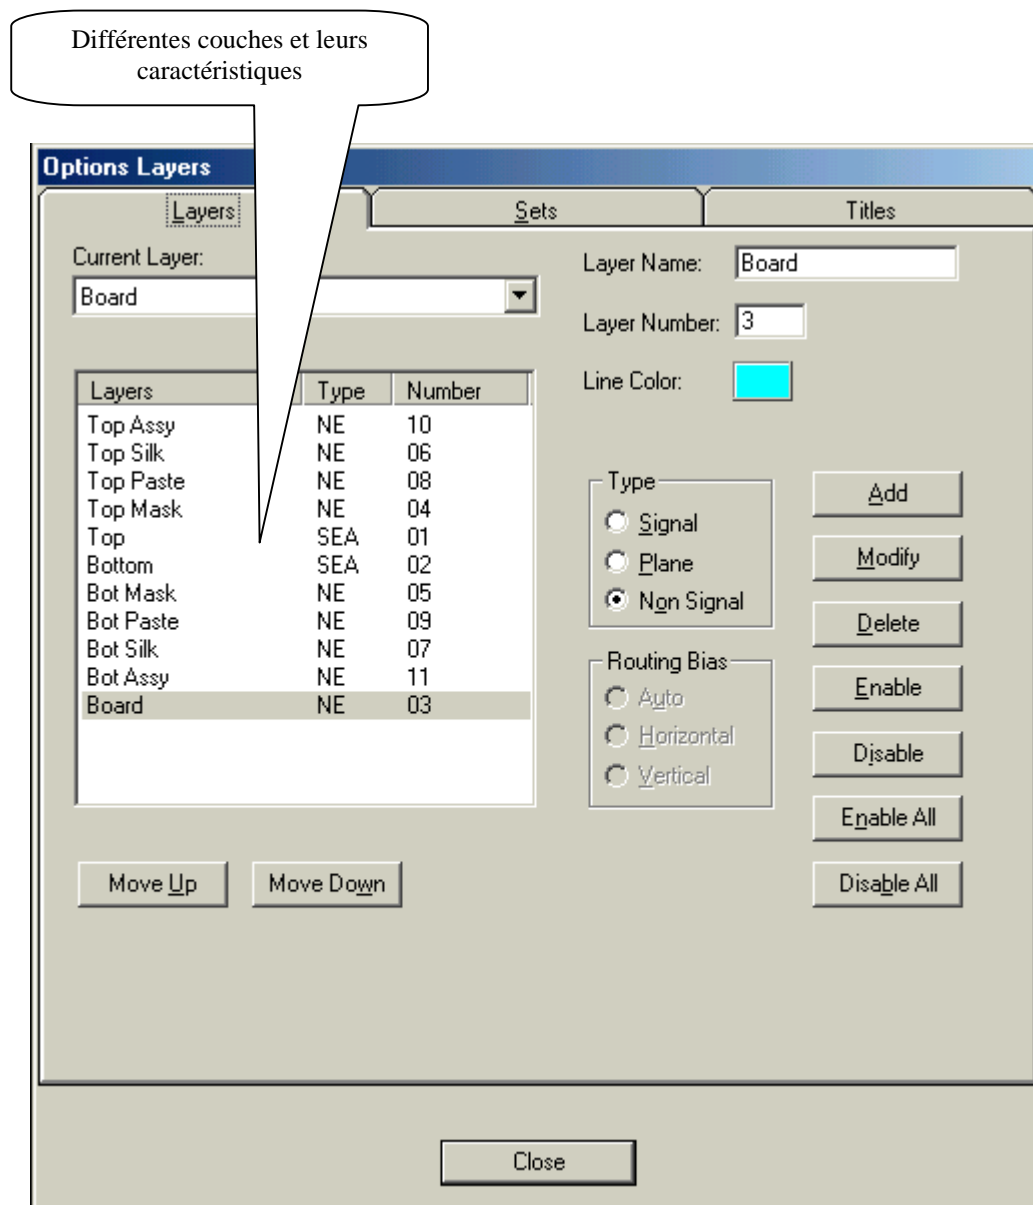 Différentes couches et leurs
caractéristiques
Options Layers
Layers Sets Titles
Current Layer:
Board
Layer Name: Board
Layer Number: 3
Line Color:
Layers Type Number
Top Assy NE 10
Top Silk NE 06
Top Paste NE 08
Top Mask NE 04
Top SEA 01
Bottom SEA 02
Bot Mask NE 05
Bot Paste NE 09
Bot Silk NE 07
Bot Assy NE 11
Board NE 03
Move Up Move Down
Type
Signal
Plane
Non Signal
Routing Bias
Auto
Horizontal
Vertical
Add
Modify
Delete
Enable
Disable
Enable All
Disable All
Close